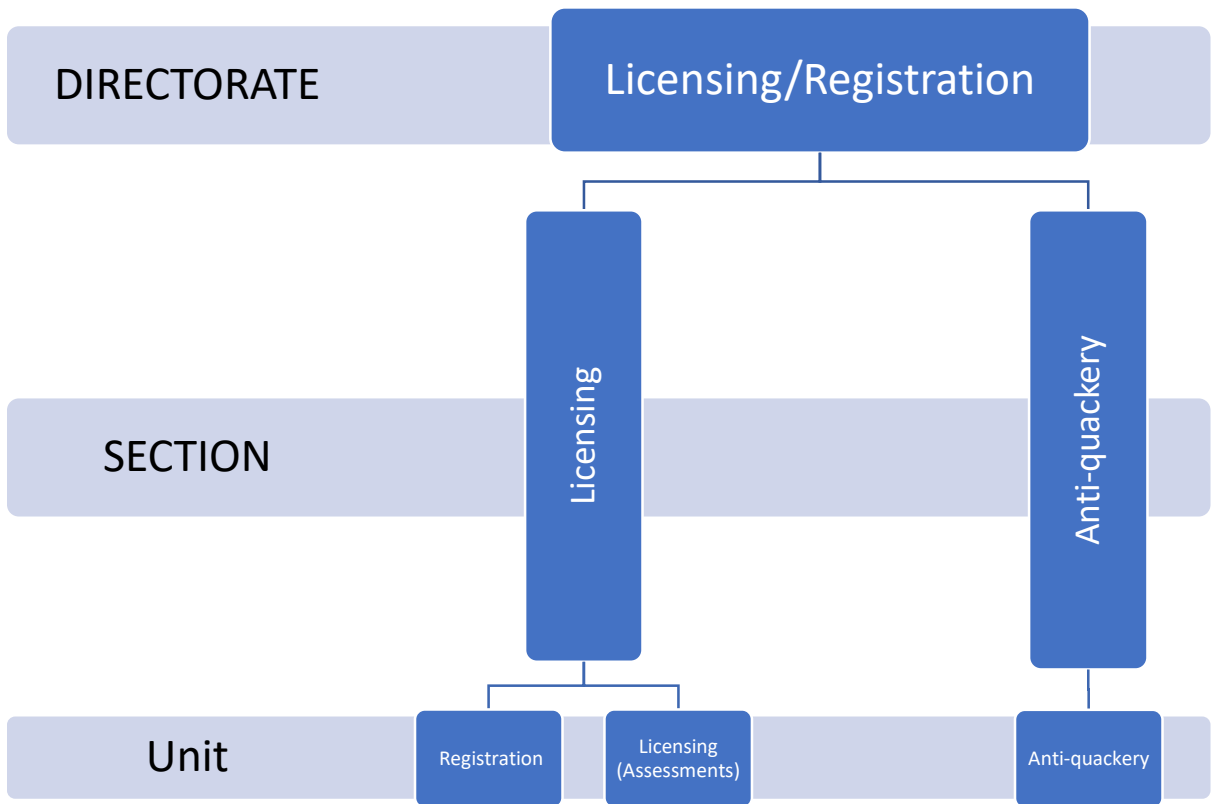 DIRECTORATE
Licensing/Registration
SECTION
Licensing
Anti-quackery
Unit
Registration
Licensing
(Assessments)
Anti-quackery